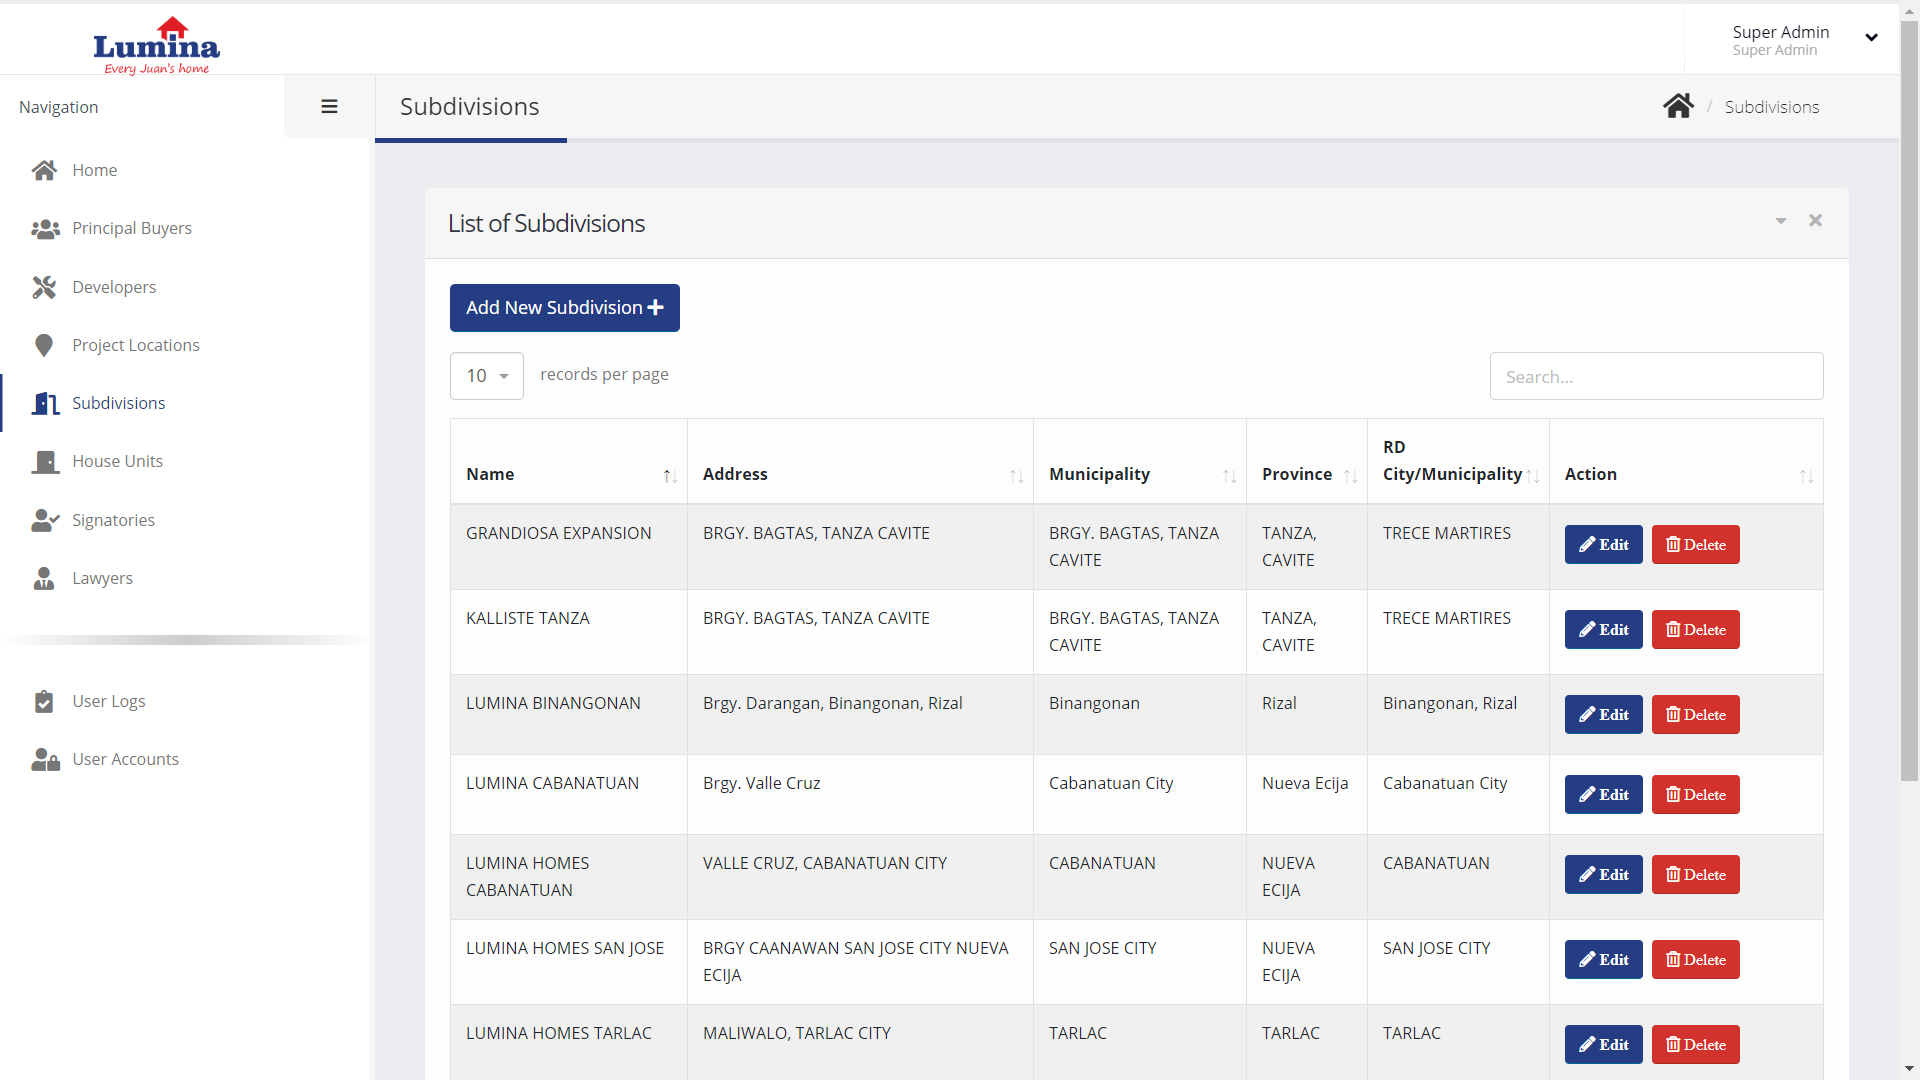 Lumina
Every Juan's home
Super Admin
Super Admin
Navigation
Subdivisions
/ Subdivisions
Home
Principal Buyers
Developers
Project Locations
Subdivisions
House Units
Signatories
Lawyers
User Logs
User Accounts
List of Subdivisions
Add New Subdivision
10 records per page
Search...
Name Address Municipality Province RD City/Municipality Action
GRANDIOSA EXPANSION BRGY. BAGTAS, TANZA CAVITE BRGY. BAGTAS, TANZA CAVITE TANZA, CAVITE TRECE MARTIRES Edit Delete
KALLISTE TANZA BRGY. BAGTAS, TANZA CAVITE BRGY. BAGTAS, TANZA CAVITE TANZA, CAVITE TRECE MARTIRES Edit Delete
LUMINA BINANGONAN Brgy. Darangan, Binangonan, Rizal Binangonan Rizal Binangonan, Rizal Edit Delete
LUMINA CABANATUAN Brgy. Valle Cruz Cabanatuan City Nueva Ecija Cabanatuan City Edit Delete
LUMINA HOMES CABANATUAN VALLE CRUZ, CABANATUAN CITY CABANATUAN NUEVA ECIJA CABANATUAN Edit Delete
LUMINA HOMES SAN JOSE BRGY CAANAWAN SAN JOSE CITY NUEVA ECIJA SAN JOSE CITY NUEVA ECIJA SAN JOSE CITY Edit Delete
LUMINA HOMES TARLAC MALIWALO, TARLAC CITY TARLAC TARLAC TARLAC Edit Delete